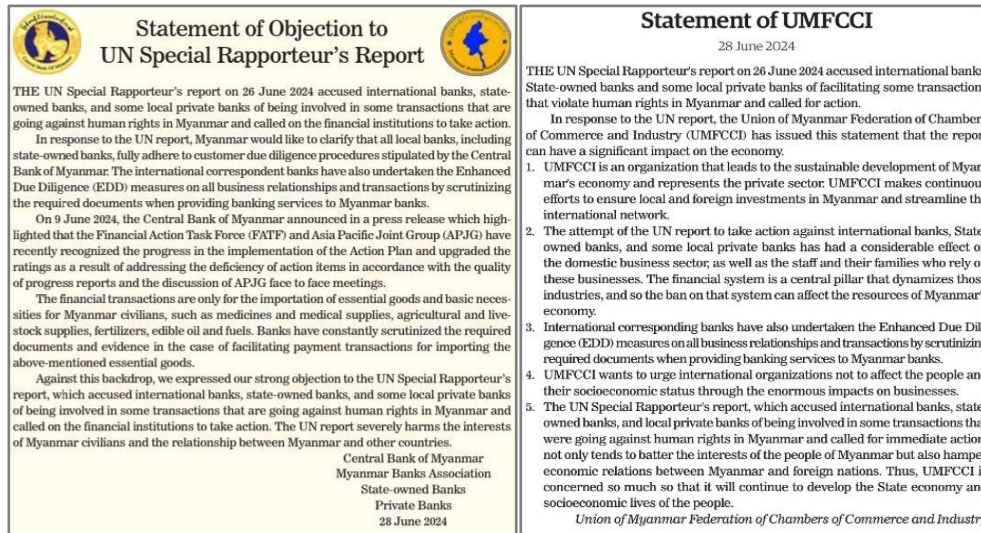 Statement of Objection to
UN Special Rapporteur's Report
THE UN Special Rapporteur's report on 26 June 2024 accused international banks, state-
owned banks, and some local private banks of being involved in some transactions that are
going against human rights in Myanmar and called on the financial institutions to take action.
In response to the UN report, Myanmar would like to clarify that all local banks, including
state-owned banks, fully adhere to customer due diligence procedures stipulated by the Central
Bank of Myanmar. The international correspondent banks have also undertaken the Enhanced
Due Diligence (EDD) measures on all business relationships and transactions by scrutinizing
the required documents when providing banking services to Myanmar banks.
On 9 June 2024, the Central Bank of Myanmar announced in a press release which high-
lighted that the Financial Action Task Force (FATF) and Asia Pacific Joint Group (APJG) have
recently recognized the progress in the implementation of the Action Plan and upgraded the
ratings as a result of addressing the deficiency of action items in accordance with the quality
of progress reports and the discussion of APJG face to face meetings.
The financial transactions are only for the importation of essential goods and basic neces-
sities for Myanmar civilians, such as medicines and medical supplies, agricultural and live-
stock supplies, fertilizers, edible oil and fuels. Banks have constantly scrutinized the required
documents and evidence in the case of facilitating payment transactions for importing the
above-mentioned essential goods.
Against this backdrop, we expressed our strong objection to the UN Special Rapporteur's
report, which accused international banks, state-owned banks, and some local private banks
of being involved in some transactions that are going against human rights in Myanmar and
called on the financial institutions to take action. The UN report severely harms the interests
of Myanmar civilians and the relationship between Myanmar and other countries.
Central Bank of Myanmar
Myanmar Banks Association
State-owned Banks
Private Banks
28 June 2024
Statement of UMFCCI
28 June 2024
THE UN Special Rapporteur's report on 26 June 2024 accused international banks
State-owned banks and some local private banks of facilitating some transaction
that violate human rights in Myanmar and called for action.
In response to the UN report, the Union of Myanmar Federation of Chamber
of Commerce and Industry (UMFCCI) has issued this statement that the repor
can have a significant impact on the economy.
1. UMFCCI is an organization that leads to the sustainable development of Myan
mar's economy and represents the private sector. UMFCCI makes continuou
efforts to ensure local and foreign investments in Myanmar and streamline th
international network.
2. The attempt of the UN report to take action against international banks, State
owned banks, and some local private banks has had a considerable effect o
the domestic business sector, as well as the staff and their families who rely o
these businesses. The financial system is a central pillar that dynamizes thos
industries, and so the ban on that system can affect the resources of Myanmar'
economy.
3. International corresponding banks have also undertaken the Enhanced Due Dil
gence (EDD) measures on all business relationships and transactions by scrutinizin
required documents when providing banking services to Myanmar banks.
4. UMFCCI wants to urge international organizations not to affect the people an
their socioeconomic status through the enormous impacts on businesses.
5. The UN Special Rapporteur's report, which accused international banks, state
owned banks, and local private banks of being involved in some transactions tha
were going against human rights in Myanmar and called for immediate action
not only tends to batter the interests of the people of Myanmar but also hampe
economic relations between Myanmar and foreign nations. Thus, UMFCCI i
concerned so much so that it will continue to develop the State economy an
socioeconomic lives of the people.
Union of Myanmar Federation of Chambers of Commerce and Industr